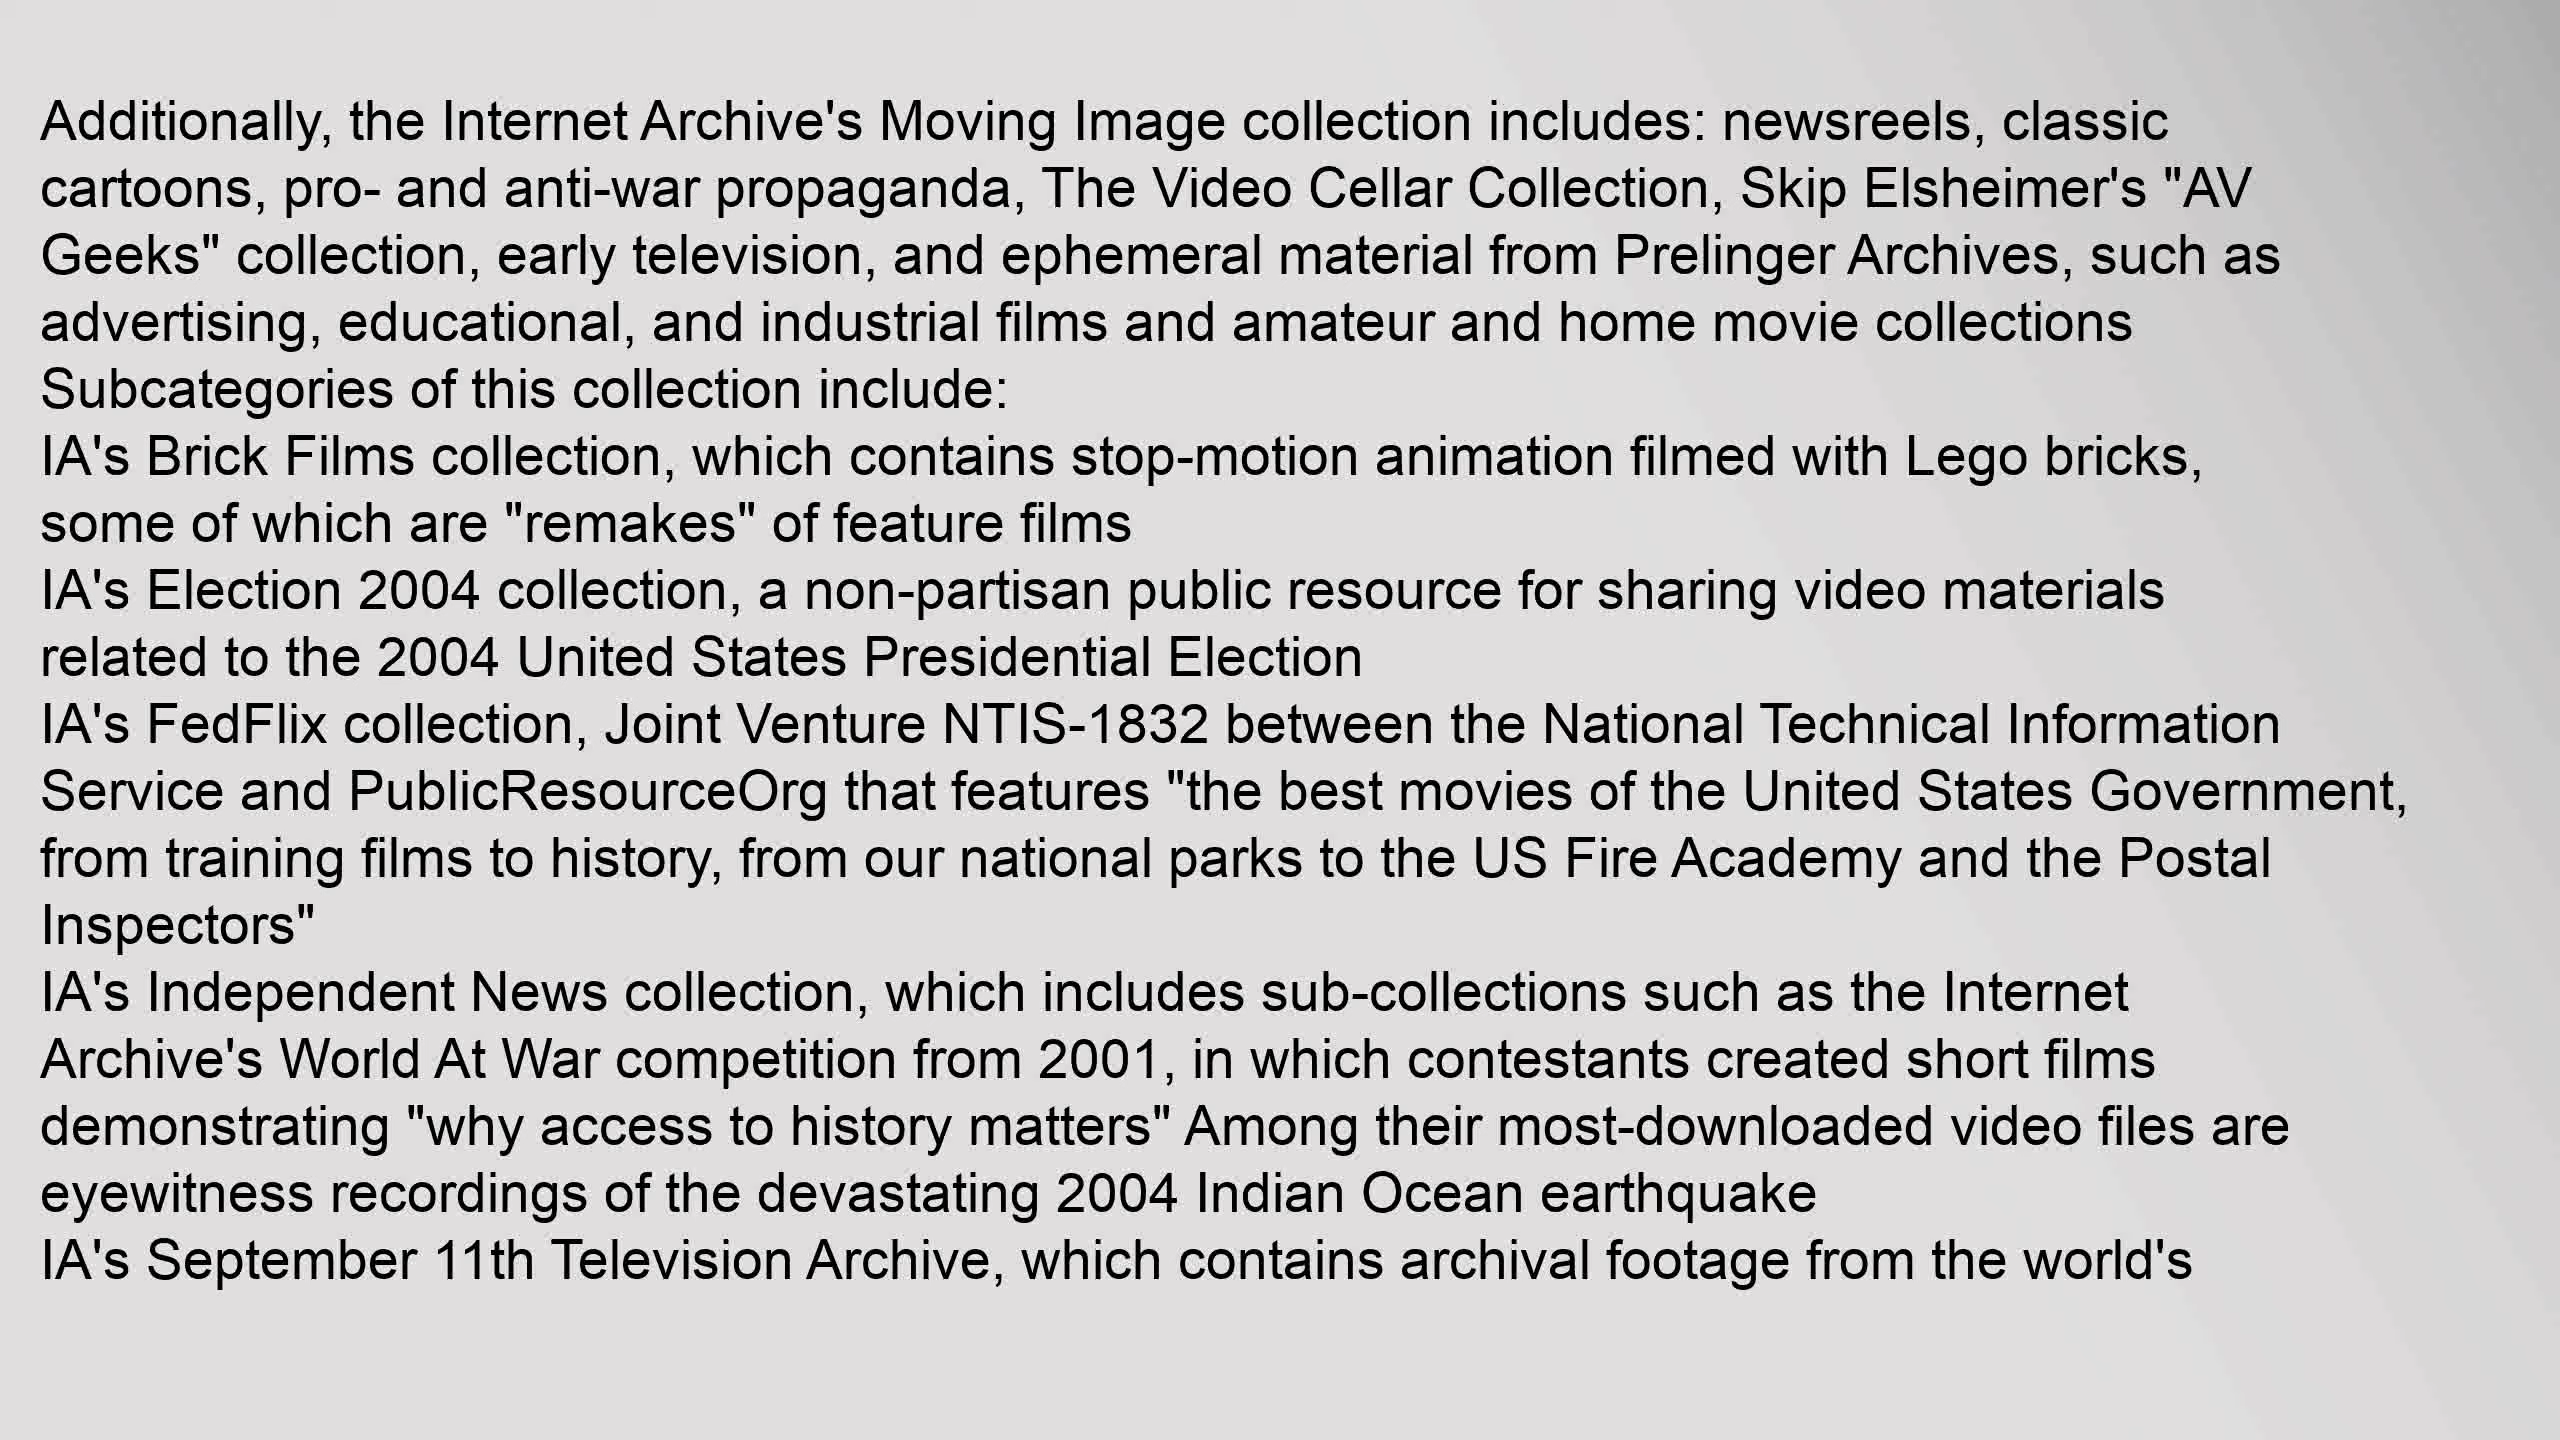 Additionally, the Internet Archive's Moving Image collection includes: newsreels, classic
cartoons, pro- and anti-war propaganda, The Video Cellar Collection, Skip Elsheimer's "AV
Geeks" collection, early television, and ephemeral material from Prelinger Archives, such as
advertising, educational, and industrial films and amateur and home movie collections
Subcategories of this collection include:
IA's Brick Films collection, which contains stop-motion animation filmed with Lego bricks,
some of which are "remakes" of feature films
IA's Election 2004 collection, a non-partisan public resource for sharing video materials
related to the 2004 United States Presidential Election
IA's FedFlix collection, Joint Venture NTIS-1832 between the National Technical Information
Service and PublicResourceOrg that features "the best movies of the United States Government,
from training films to history, from our national parks to the US Fire Academy and the Postal
Inspectors"
IA's Independent News collection, which includes sub-collections such as the Internet
Archive's World At War competition from 2001, in which contestants created short films
demonstrating "why access to history matters" Among their most-downloaded video files are
eyewitness recordings of the devastating 2004 Indian Ocean earthquake
IA's September 11th Television Archive, which contains archival footage from the world's